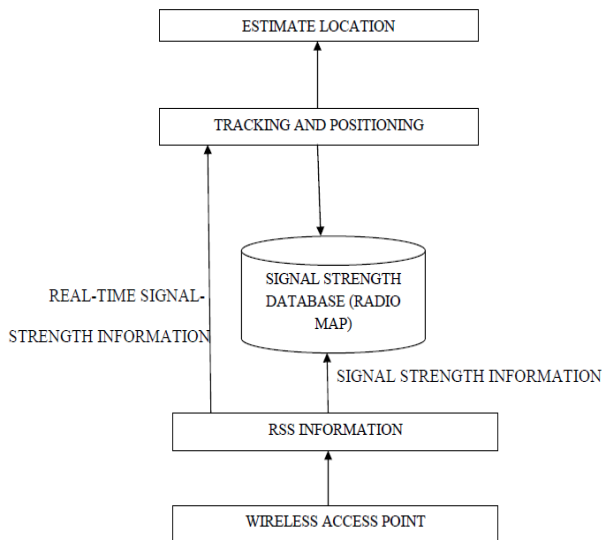 ESTIMATE LOCATION
TRACKING AND POSITIONING
SIGNAL STRENGTH
DATABASE (RADIO
MAP)
REAL-TIME SIGNAL-
STRENGTH INFORMATION
SIGNAL STRENGTH INFORMATION
RSS INFORMATION
WIRELESS ACCESS POINT